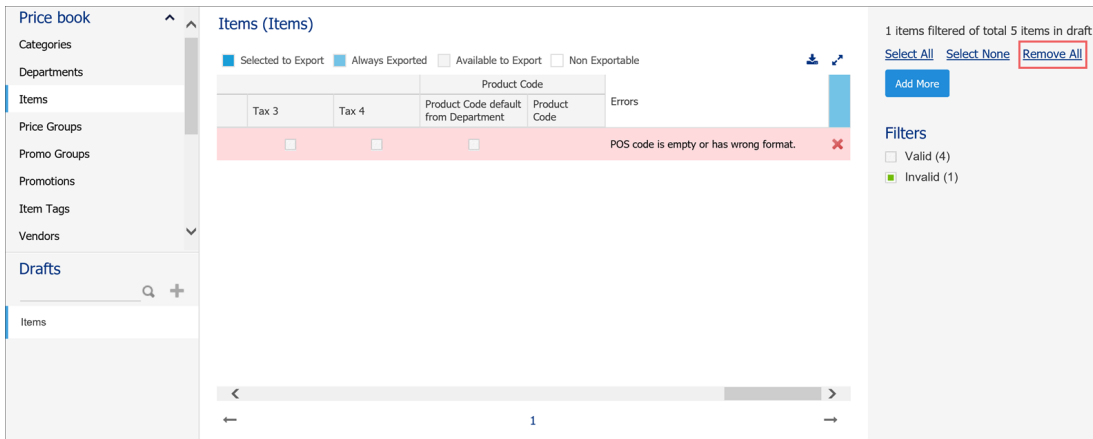 Price book
Categories
Departments
Items
Price Groups
Promo Groups
Promotions
Item Tags
Vendors
Drafts
Items
Items (Items)
Selected to Export Always Exported Available to Export Non Exportable
Product Code
Tax 3 Tax 4 Product Code default from Department Product Code Errors
POS code is empty or has wrong format.
1
1 items filtered of total 5 items in draft
Select All Select None Remove All
Add More
Filters
Valid (4)
Invalid (1)